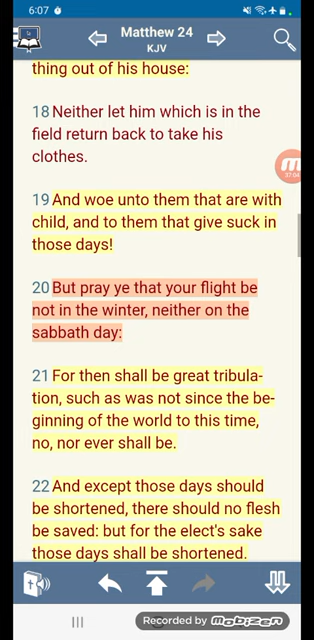 6:07
Matthew 24
KJV
thing out of his house:
18 Neither let him which is in the
field return back to take his
clothes.
19 And woe unto them that are with
child, and to them that give suck in
those days!
20 But pray ye that your flight be
not in the winter, neither on the
sabbath day:
21 For then shall be great tribula-
tion, such as was not since the be-
ginning of the world to this time,
no, nor ever shall be.
22 And except those days should
be shortened, there should no flesh
be saved: but for the elect's sake
those days shall be shortened.
Recorded by mobizen